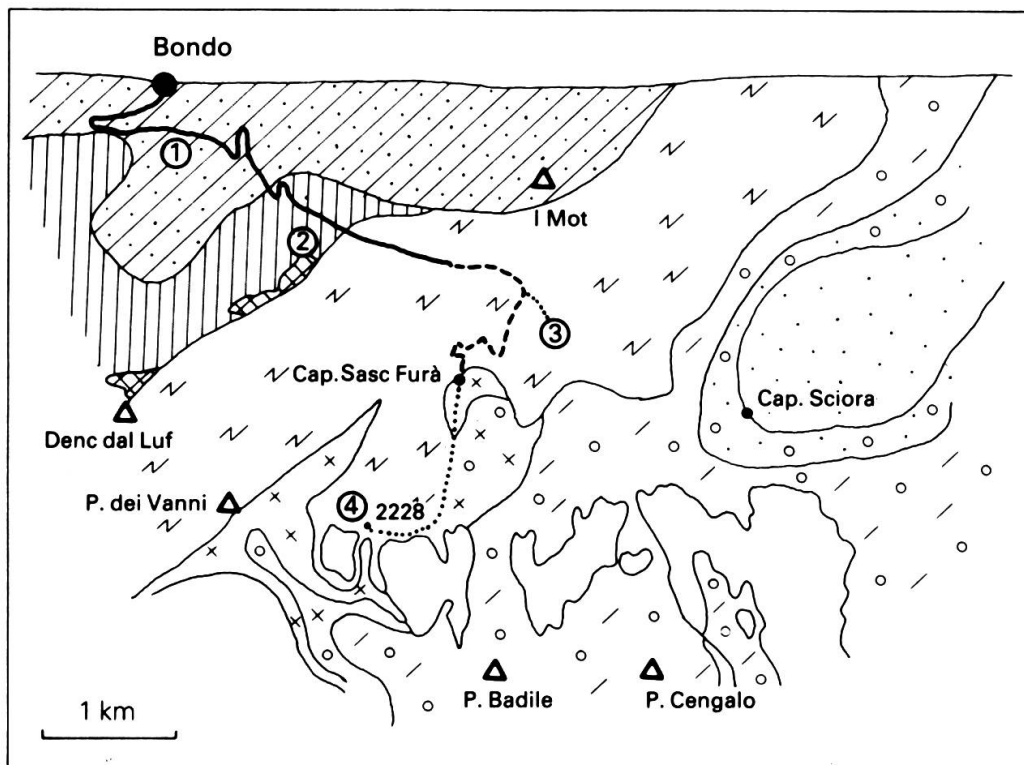 Bondo
1
I Mot
2
3
Cap. Sasc Furà
Cap. Sciora
Denc dal Luf
P. dei Vanni
4 2228
P. Badile
P. Cengalo
1 km